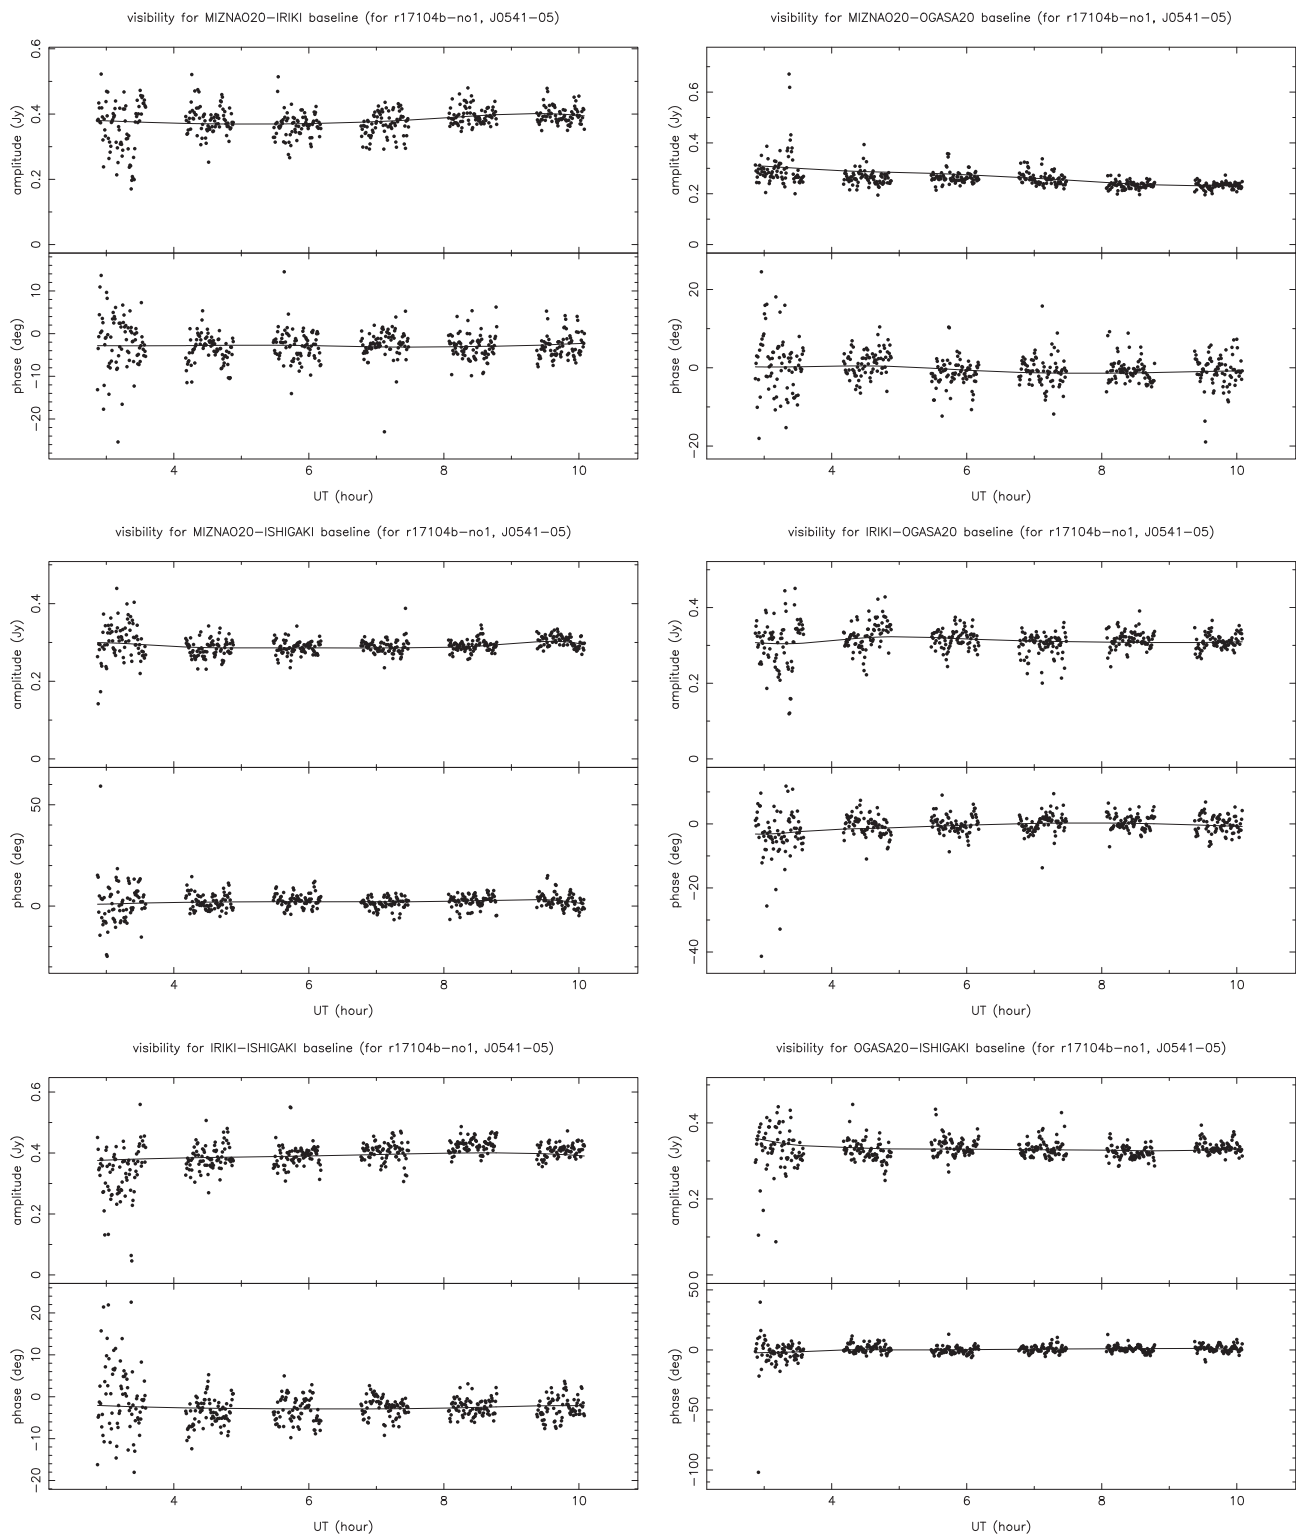 visibility for MIZNAO20−IRIKI baseline (for r17104b−no1, J0541−05)
amplitude (Jy)
0.6
0.4
0.2
0
phase (deg)
10
0
−10
−20
4
6
8
10
UT (hour)
visibility for MIZNAO20−OGASA20 baseline (for r17104b−no1, J0541−05)
amplitude (Jy)
0.6
0.4
0.2
0
phase (deg)
20
0
−20
4
6
8
10
UT (hour)
visibility for MIZNAO20−ISHIGAKI baseline (for r17104b−no1, J0541−05)
amplitude (Jy)
0.4
0.2
0
phase (deg)
50
0
4
6
8
10
UT (hour)
visibility for IRIKI−OGASA20 baseline (for r17104b−no1, J0541−05)
amplitude (Jy)
0.4
0.2
0
phase (deg)
0
−20
−40
4
6
8
10
UT (hour)
visibility for IRIKI−ISHIGAKI baseline (for r17104b−no1, J0541−05)
amplitude (Jy)
0.6
0.4
0.2
0
phase (deg)
20
10
0
−10
−20
4
6
8
10
UT (hour)
visibility for OGASA20−ISHIGAKI baseline (for r17104b−no1, J0541−05)
amplitude (Jy)
0.4
0.2
0
phase (deg)
50
0
−50
−100
4
6
8
10
UT (hour)